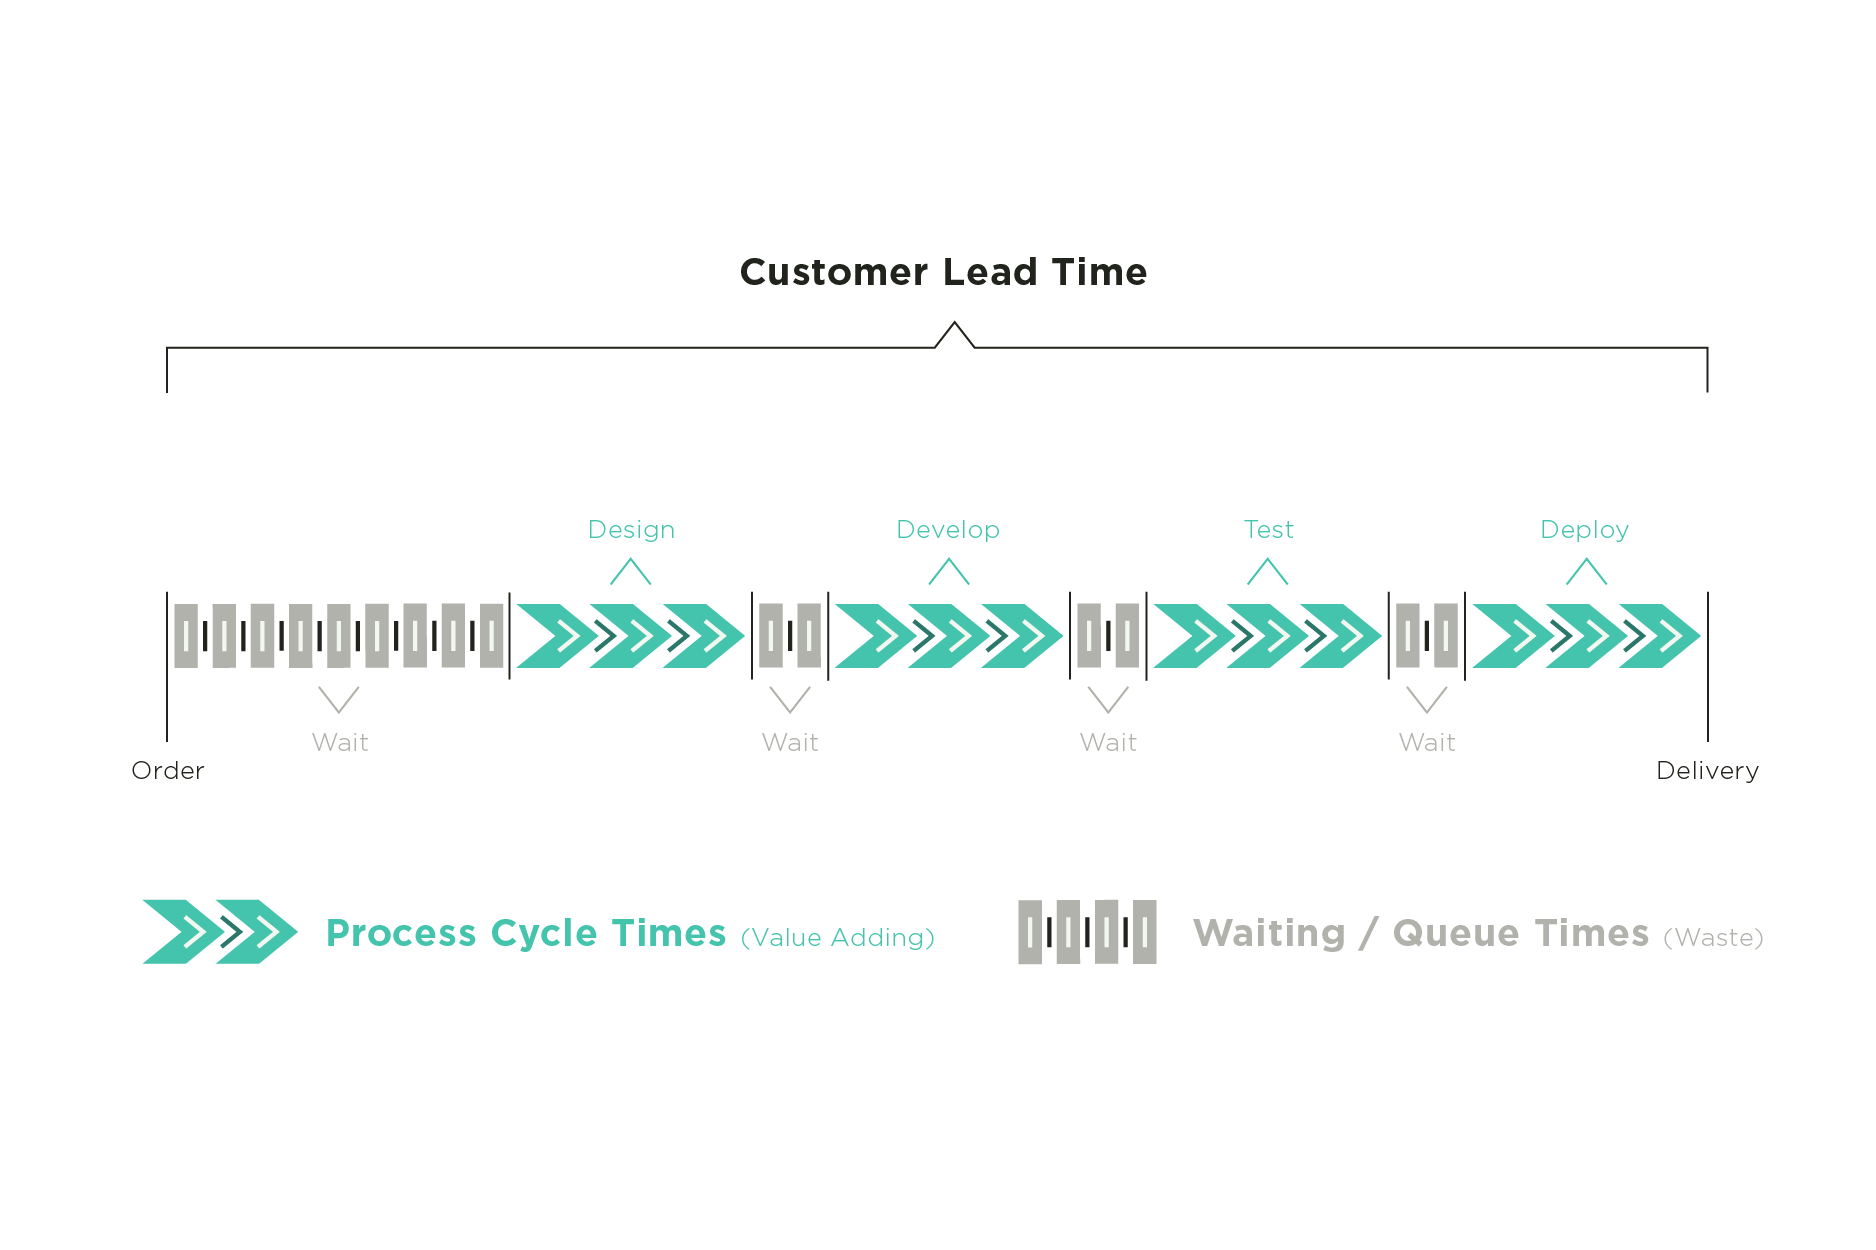 Customer Lead Time
Design
Develop
Test
Deploy
Wait
Wait
Wait
Wait
Order
Delivery
Process Cycle Times (Value Adding)
Waiting / Queue Times (Waste)